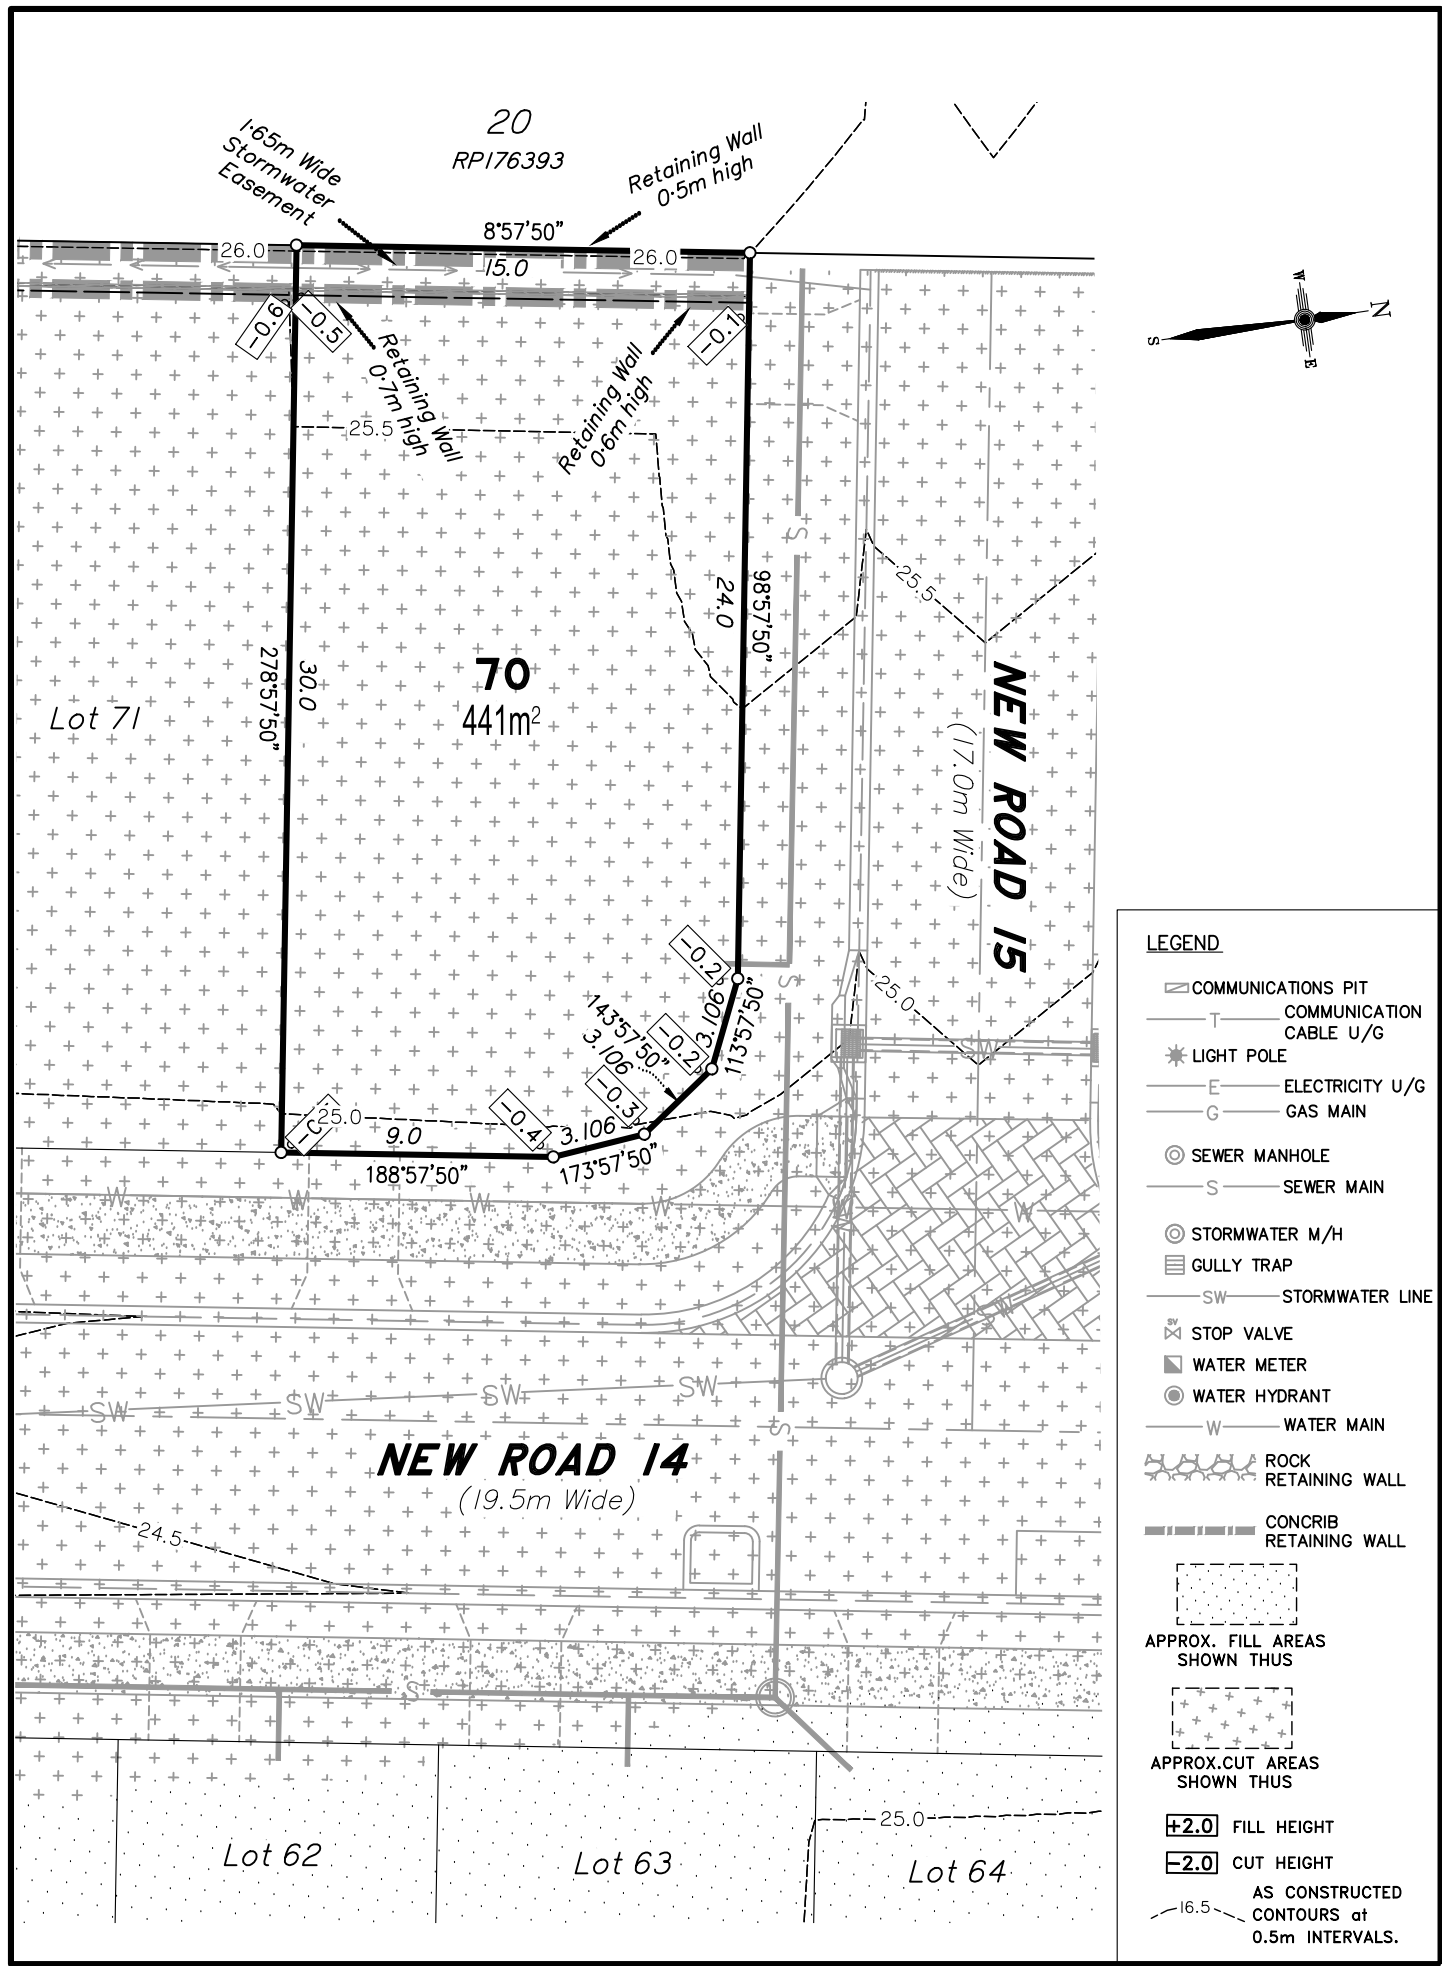 20
RP176393
1·65m Wide
Stormwater
Easement
Retaining Wall
0·5m high
8°57'50"
15.0
26.0
26.0
-0.6
-0.5
-0.1
Retaining Wall
0·7m high
Retaining Wall
0·6m high
25.5
W
N
S
E
S
25.5
24.0
98°57'50"
278°57'50"
30.0
70
441m²
Lot 71
NEW ROAD 15
(17.0m Wide)
-0.2
3.106
113°57'50"
S
25.0
SW
143°57'50"
3.106
-0.2
-0.3
-0.4
25.0
9.0
3.106
188°57'50"
173°57'50"
W
W
W
W
W
SW
SW
SW
SW
SW
S
NEW ROAD 14
(19.5m Wide)
24.5
S
25.0
Lot 62
Lot 63
Lot 64
LEGEND
COMMUNICATIONS PIT
T
COMMUNICATION
CABLE U/G
LIGHT POLE
E
ELECTRICITY U/G
G
GAS MAIN
SEWER MANHOLE
S
SEWER MAIN
STORMWATER M/H
GULLY TRAP
SW
STORMWATER LINE
SV
STOP VALVE
WATER METER
WATER HYDRANT
W
WATER MAIN
ROCK
RETAINING WALL
CONCRIB
RETAINING WALL
APPROX. FILL AREAS
SHOWN THUS
APPROX.CUT AREAS
SHOWN THUS
+2.0 FILL HEIGHT
-2.0 CUT HEIGHT
16.5
AS CONSTRUCTED
CONTOURS at
0.5m INTERVALS.